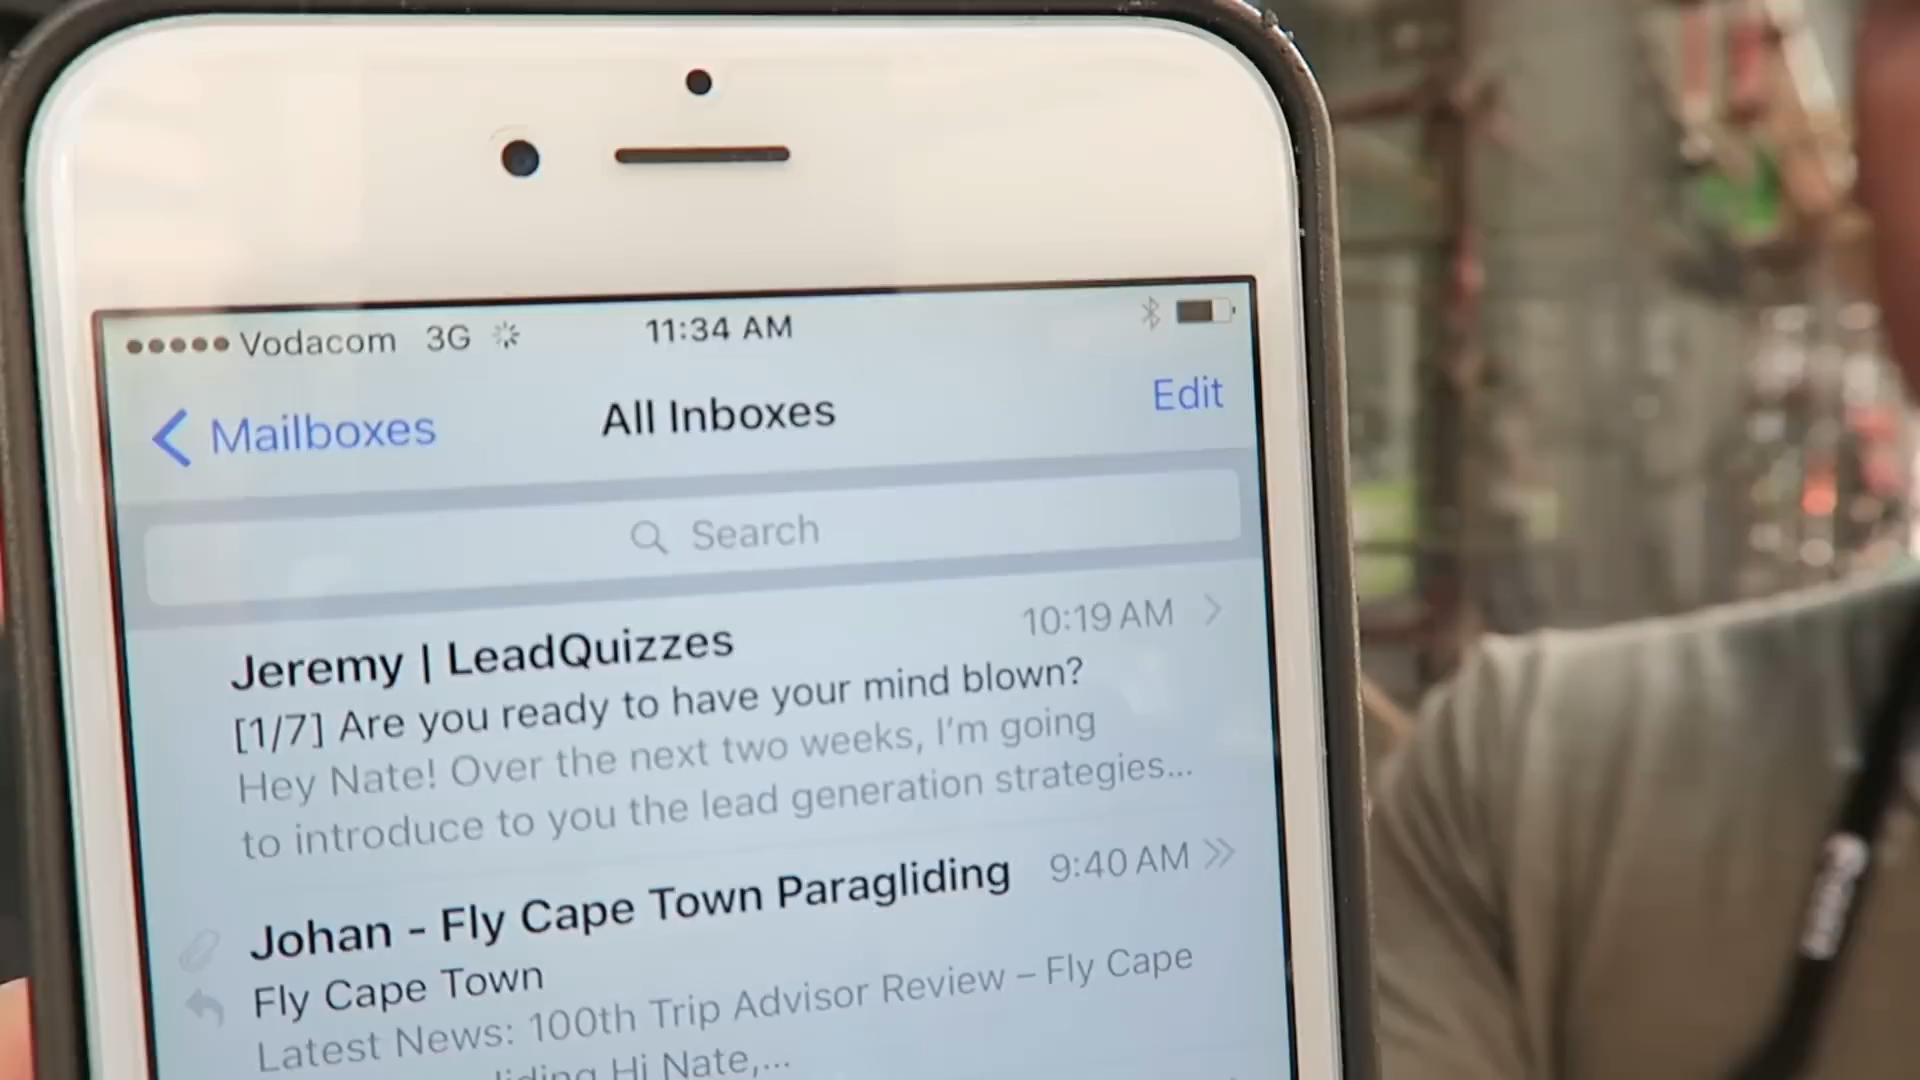 Vodacom 3G 11:34 AM
Mailboxes All Inboxes Edit
Search
Jeremy | LeadQuizzes 10:19 AM
[1/7] Are you ready to have your mind blown?
Hey Nate! Over the next two weeks, I'm going
to introduce to you the lead generation strategies...
Johan - Fly Cape Town Paragliding 9:40 AM
Fly Cape Town
Latest News: 100th Trip Advisor Review – Fly Cape
Hi Nate,...